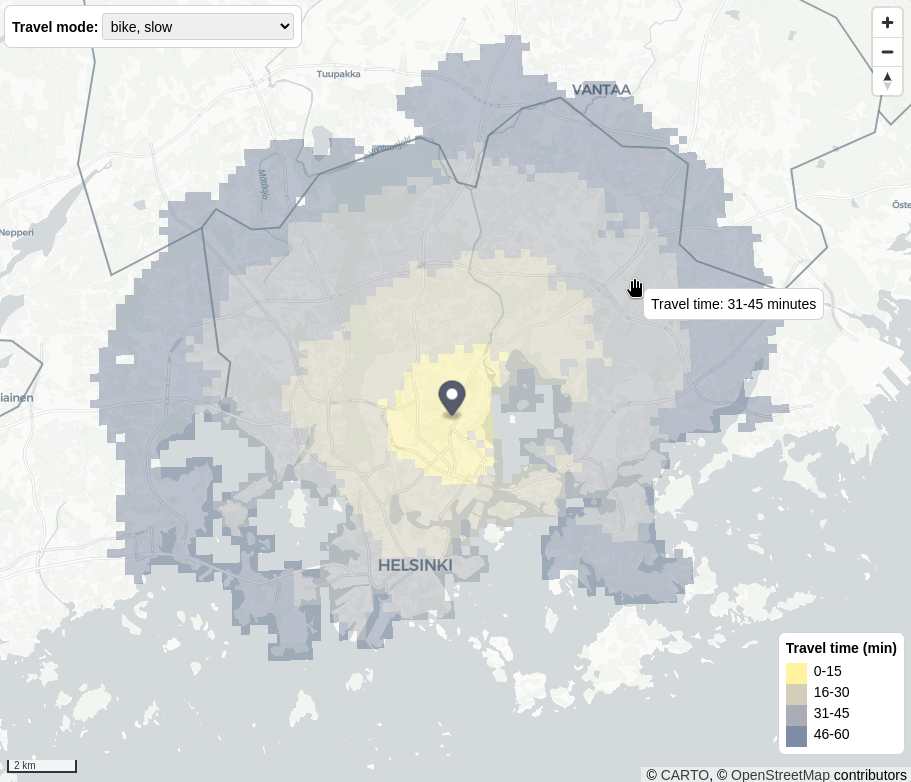 Travel mode: bike, slow
+
−
Tuupakka
VANTAA
Nepperi
Öste
Travel time: 31-45 minutes
iainen
HELSINKI
Travel time (min)
0-15
16-30
31-45
46-60
2 km
© CARTO, © OpenStreetMap contributors